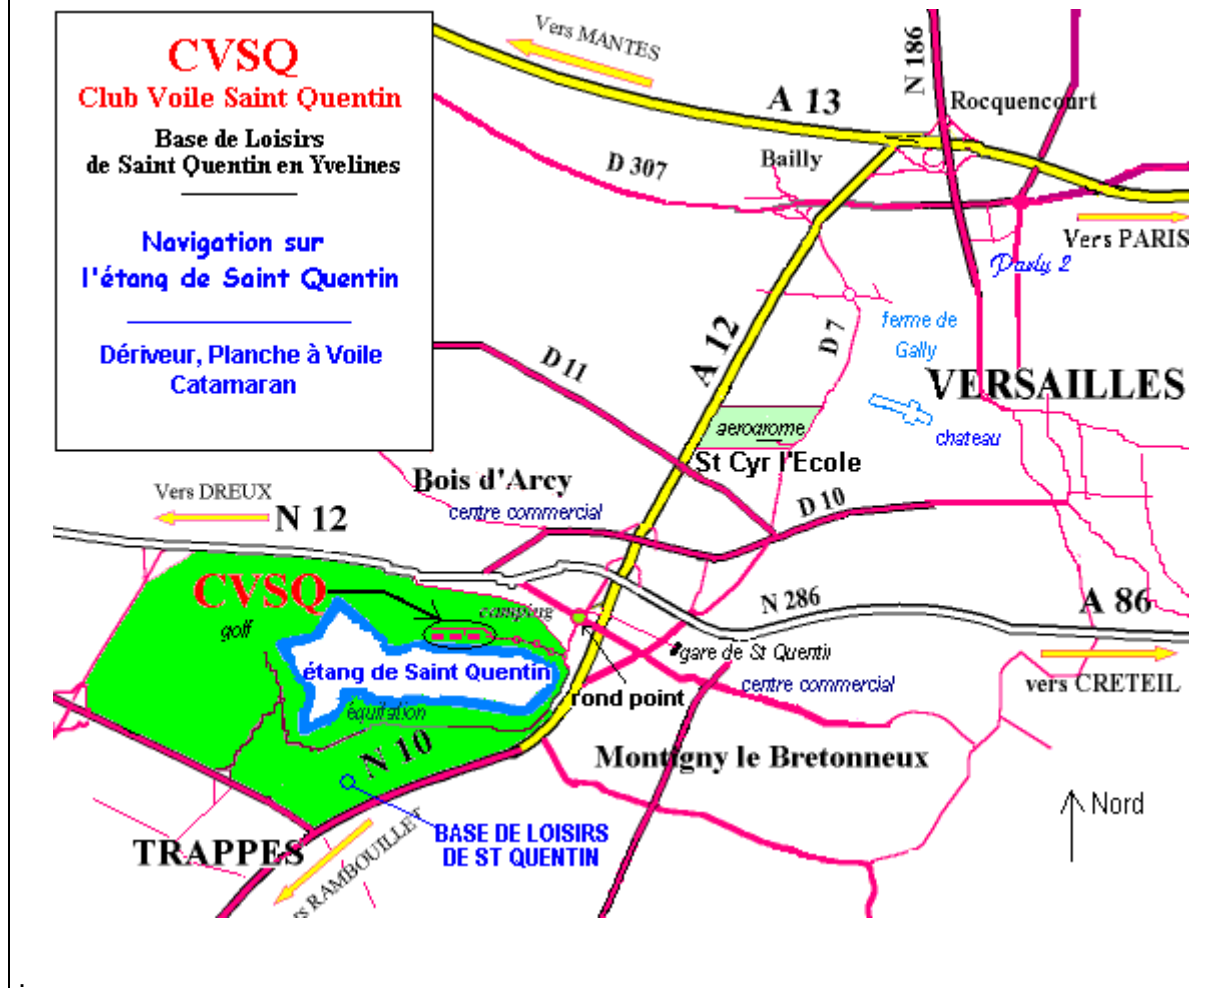 CVSQ
Club Voile Saint Quentin
Base de Loisirs
de Saint Quentin en Yvelines
Navigation sur
l'étang de Saint Quentin
Dériveur, Planche à Voile
Catamaran
Vers MANTES
A 13
N 186
Rocquencourt
Bailly
D 307
Vers PARIS
Parly 2
A 12
D 7
ferme de
Gally
D 11
VERSAILLES
aerodrome
chateau
St Cyr l'Ecole
Bois d'Arcy
centre commercial
Vers DREUX
N 12
D 10
CVSQ
camping
golf
N 286
A 86
gare de St Quentin
étang de Saint Quentin
rond point
centre commercial
vers CRETEIL
équitation
N 10
Montigny le Bretonneux
Nord
BASE DE LOISIRS
DE ST QUENTIN
TRAPPES
RAMBOUILLET
.